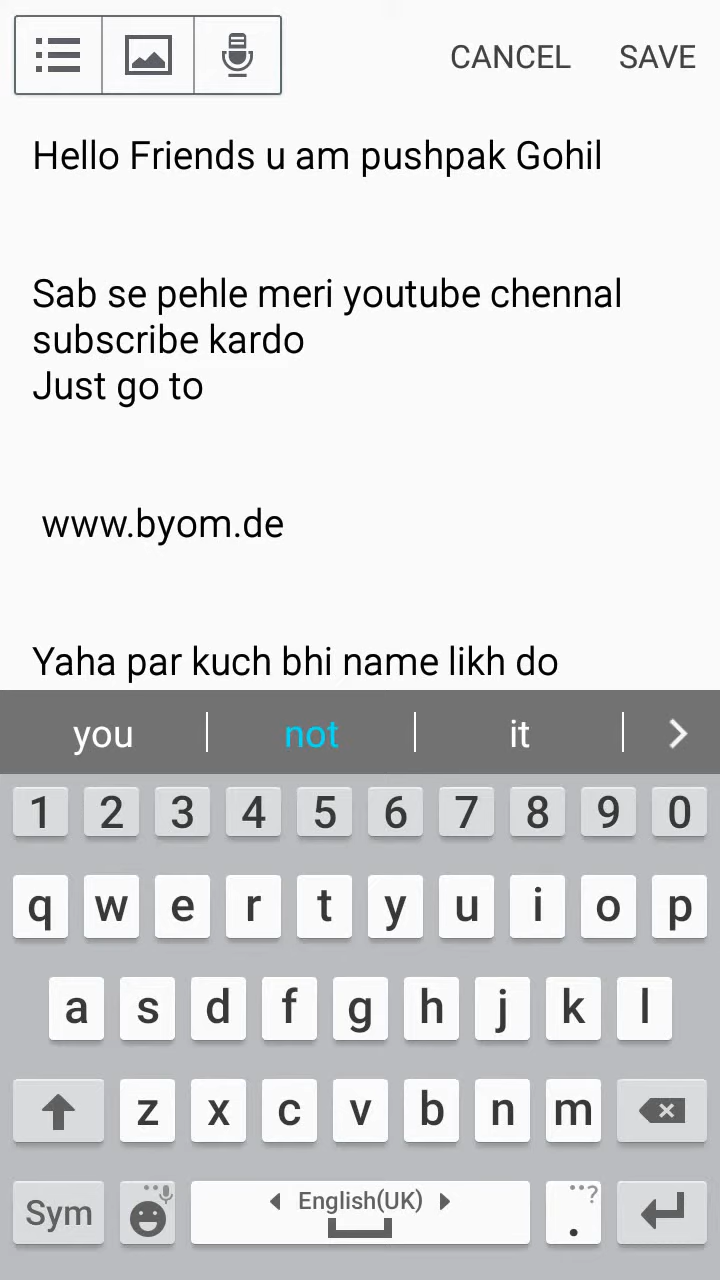 CANCEL SAVE
Hello Friends u am pushpak Gohil
Sab se pehle meri youtube chennal
subscribe kardo
Just go to
www.byom.de
Yaha par kuch bhi name likh do
you not it
1 2 3 4 5 6 7 8 9 0
q w e r t y u i o p
a s d f g h j k l
z x c v b n m
Sym English(UK) . ?